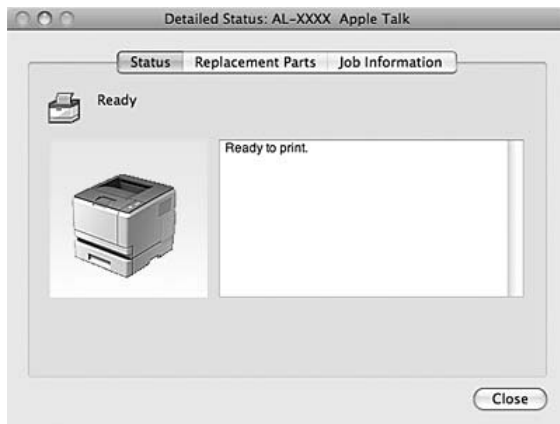 Detailed Status: AL-XXXX Apple Talk
Status Replacement Parts Job Information
Ready
Ready to print.
Close